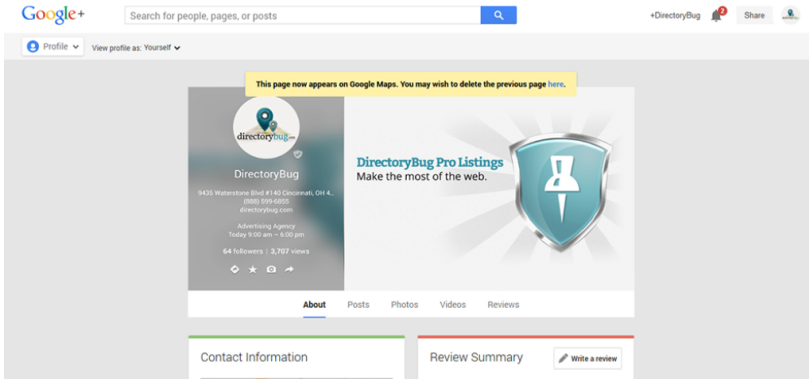 Google+
Search for people, pages, or posts
+DirectoryBug
2
Share
Profile
View profile as: Yourself
This page now appears on Google Maps. You may wish to delete the previous page here.
directorybug.com
DirectoryBug
9435 Waterstone Blvd #140 Cincinnati, OH 4...
(888) 599-6855
directorybug.com
Advertising Agency
Today 9:00 am – 6:00 pm
64 followers | 3,707 views
DirectoryBug Pro Listings
Make the most of the web.
About Posts Photos Videos Reviews
Contact Information
Review Summary
Write a review